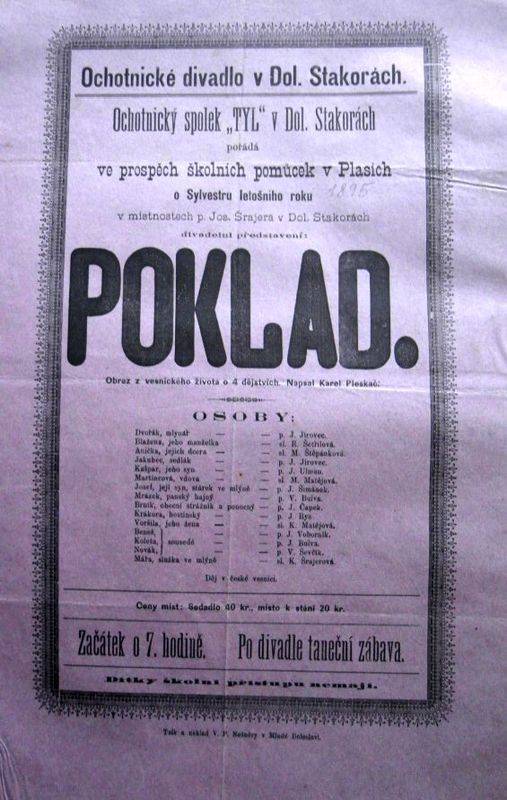 Ochotnické divadlo v Dol. Stakorách.
Ochotnický spolek „TYL“ v Dol. Stakorách
pořádá
ve prospěch školních pomůcek v Plasích
o Sylvestru letošního roku 1895
v místnostech p. Jos. Šrajera v Dol. Stakorách
divadelní představení:
POKLAD.
Obraz z vesnického života o 4 dějstvích. Napsal Karel Pleskač.
OSOBY:
Dvořák, mlynář — — p. J. Jirovec.
Blažena, jeho manželka — sl. R. Šetřilova.
Anička, jejich dcera — — sl. M. Štěpánková.
Jakubec, sedlák — — p. J. Jirovec.
Kašpar, jeho syn — — p. J. Ulman.
Martincová, vdova — — sl. M. Matějová.
Josef, její syn, stárek ve mlýně — p. J. Šimůnek.
Mrázek, panský hajný — — p. V. Bulva.
Brník, obecní strážník a ponocný — p. J. Čapek.
Krákora, hostinský — — p. J. Ryz
Voršila, jeho žena — — sl. K. Matějová.
Beneš, — p. J. Voborník.
Koleta, sousedé — p. J. Bulva.
Novák, — p. V. Ševčík.
Mářa, služka ve mlýně — sl. K. Šrajerová.
Děj v české vesnici.
Ceny míst: Sedadlo 40 kr., místo k stání 20 kr.
Začátek o 7. hodině. Po divadle taneční zábava.
Dítky školní přístupu nemají.
Tisk a náklad V. F. Nešněry v Mladé Boleslavi.